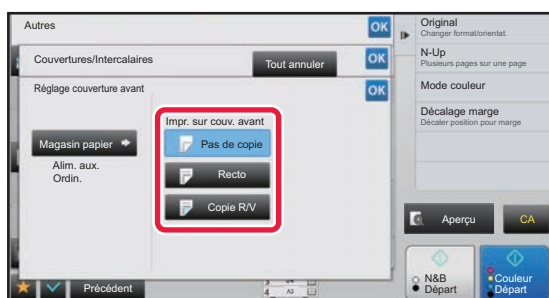 Autres
OK
Couvertures/Intercalaires
Tout annuler
OK
Réglage couverture avant
OK
Impr. sur couv. avant
Magasin papier
Alim. aux.
Ordin.
Pas de copie
Recto
Copie R/V
Précédent
A3
Original
Changer format/orientat.
N-Up
Plusieurs pages sur une page
Mode couleur
Décalage marge
Décaler position pour marge
Aperçu
CA
N&B
Départ
Couleur
Départ